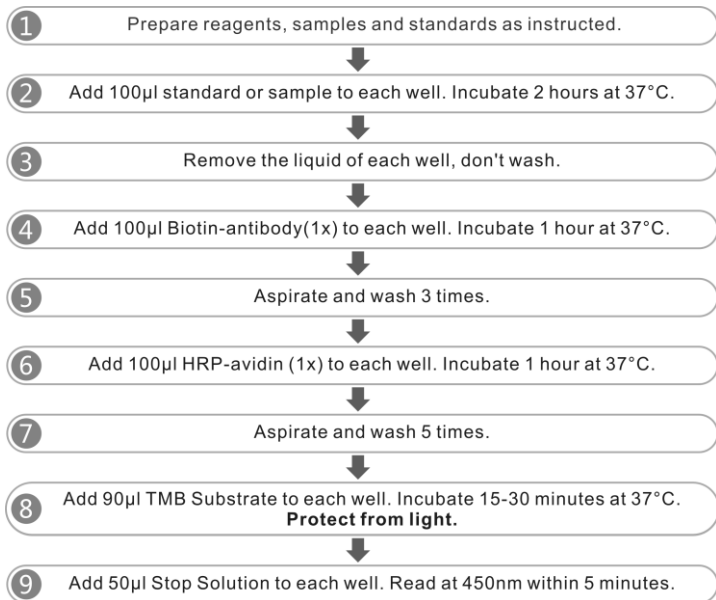 1 Prepare reagents, samples and standards as instructed.
2 Add 100µl standard or sample to each well. Incubate 2 hours at 37°C.
3 Remove the liquid of each well, don't wash.
4 Add 100µl Biotin-antibody(1x) to each well. Incubate 1 hour at 37°C.
5 Aspirate and wash 3 times.
6 Add 100µl HRP-avidin (1x) to each well. Incubate 1 hour at 37°C.
7 Aspirate and wash 5 times.
8 Add 90µl TMB Substrate to each well. Incubate 15-30 minutes at 37°C.
Protect from light.
9 Add 50µl Stop Solution to each well. Read at 450nm within 5 minutes.